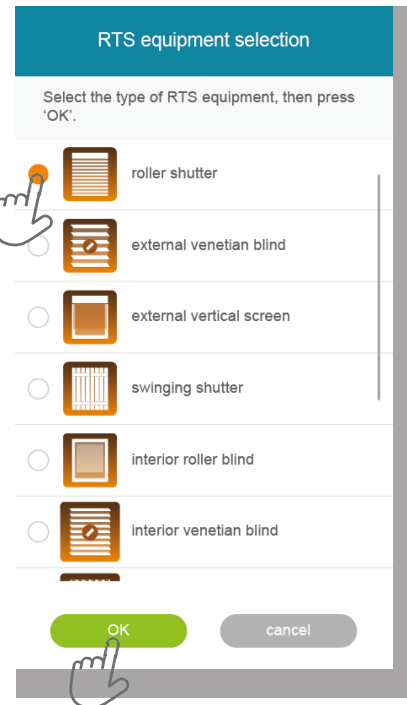 RTS equipment selection
Select the type of RTS equipment, then press
‘OK’.
roller shutter
external venetian blind
external vertical screen
swinging shutter
interior roller blind
interior venetian blind
OK
cancel